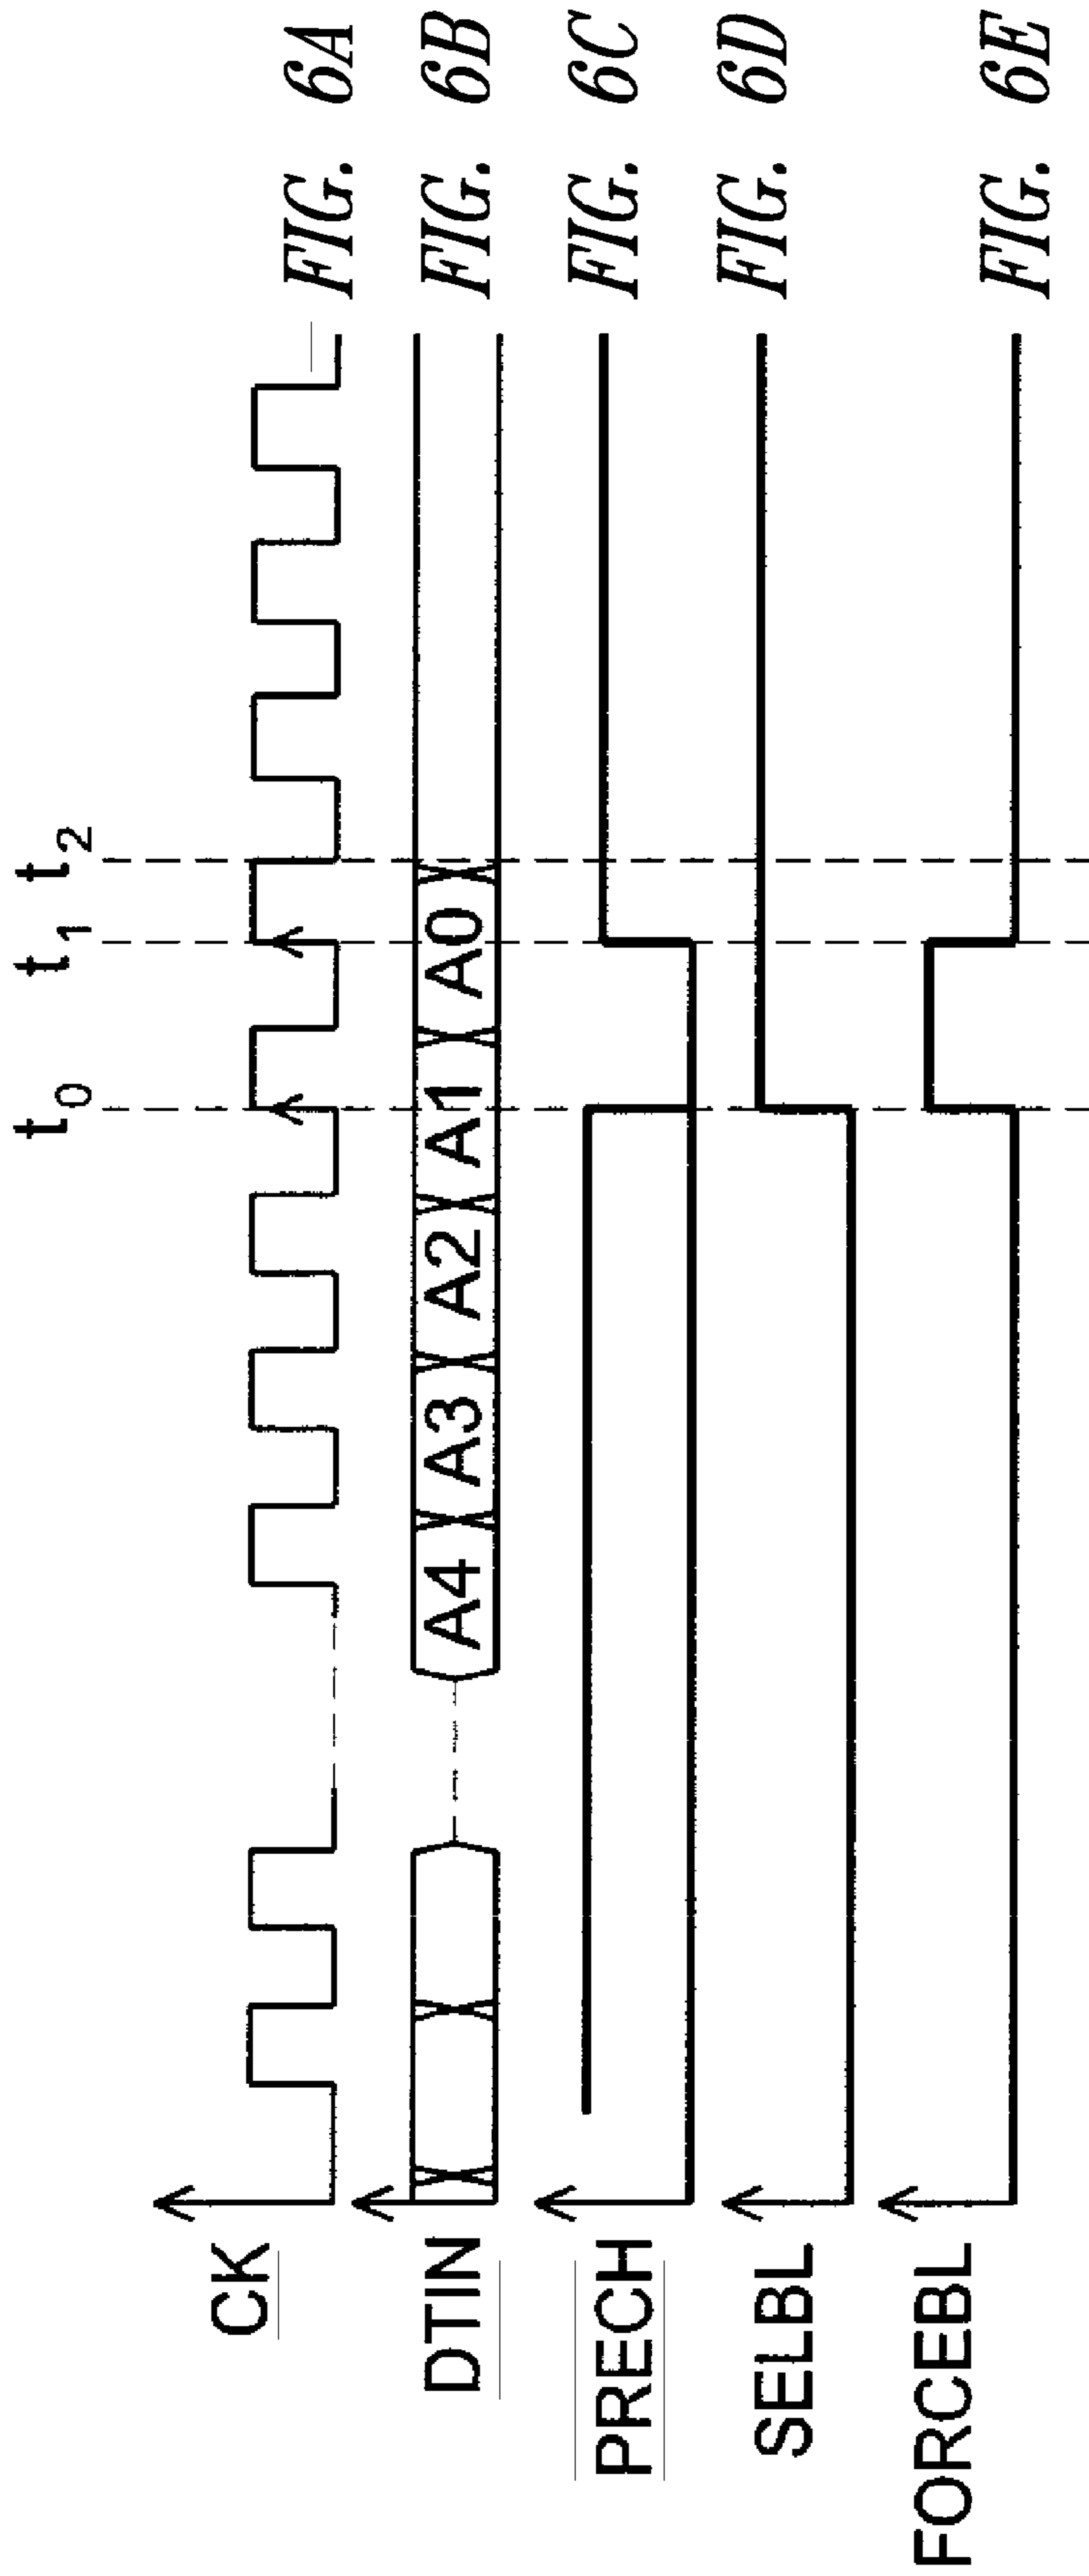 t0 t1 t2
CK FIG. 6A
DTIN A4 A3 A2 A1 A0 FIG. 6B
PRECH FIG. 6C
SELBL FIG. 6D
FORCEBL FIG. 6E